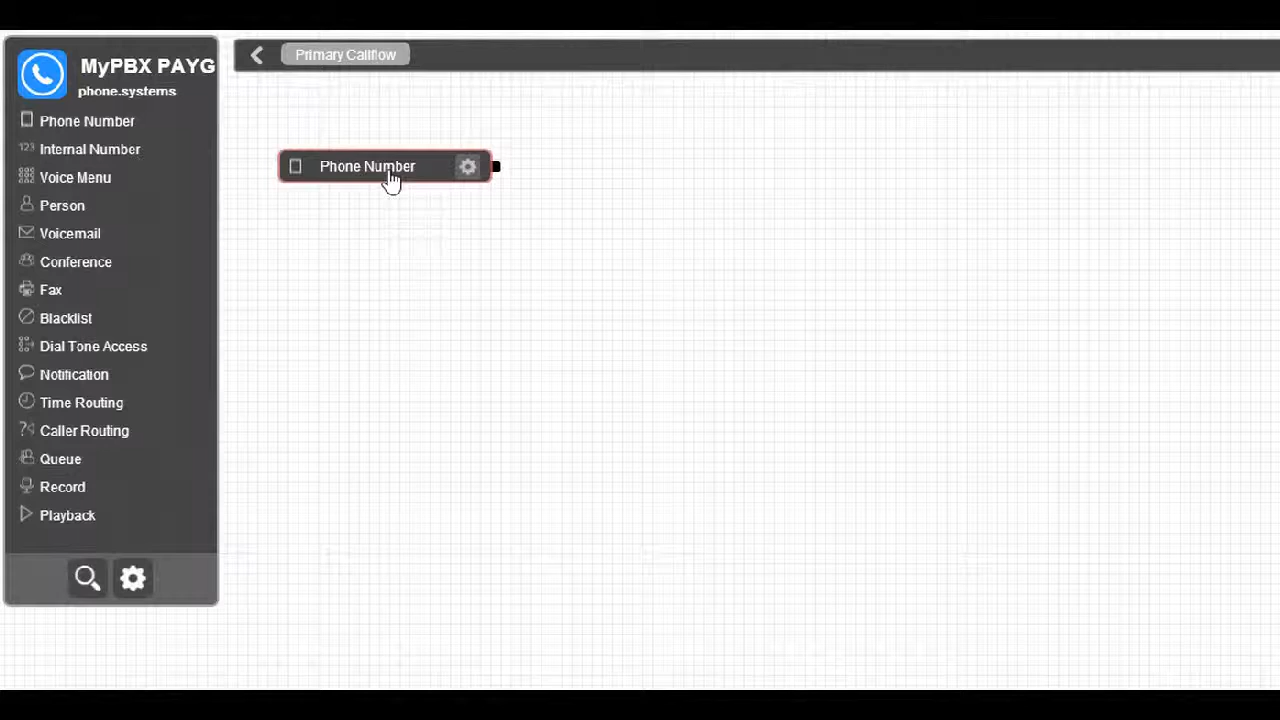 MyPBX PAYG
phone.systems
Phone Number
Internal Number
Voice Menu
Person
Voicemail
Conference
Fax
Blacklist
Dial Tone Access
Notification
Time Routing
Caller Routing
Queue
Record
Playback
Primary Callflow
Phone Number